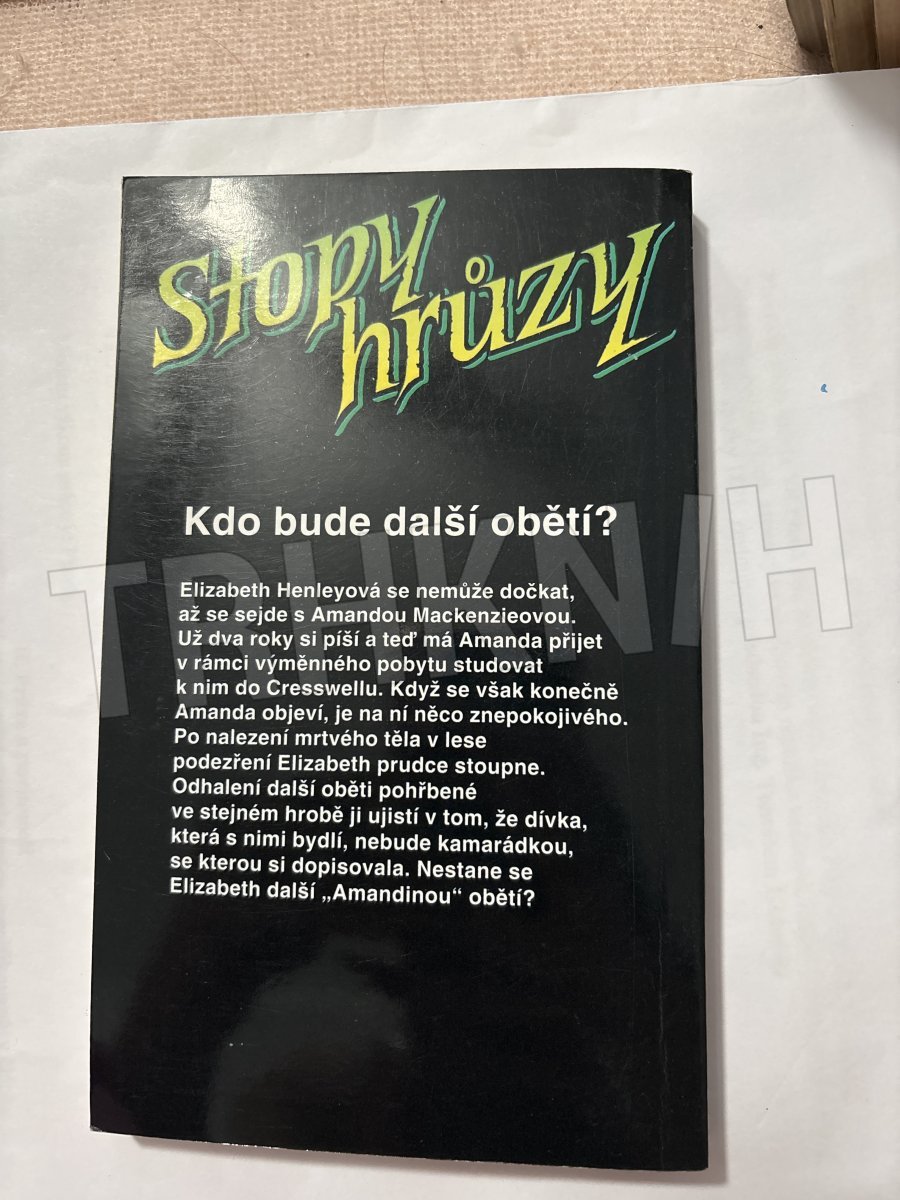 Stopy
hrůzy
Kdo bude další obětí?
Elizabeth Henleyová se nemůže dočkat,
až se sejde s Amandou Mackenzieovou.
Už dva roky si píší a teď má Amanda přijet
v rámci výměnného pobytu studovat
k nim do Cresswellu. Když se však konečně
Amanda objeví, je na ní něco znepokojivého.
Po nalezení mrtvého těla v lese
podezření Elizabeth prudce stoupne.
Odhalení další oběti pohřbené
ve stejném hrobě ji ujistí v tom, že dívka,
která s nimi bydlí, nebude kamarádkou,
se kterou si dopisovala. Nestane se
Elizabeth další „Amandinou“ obětí?
TRHKNIH